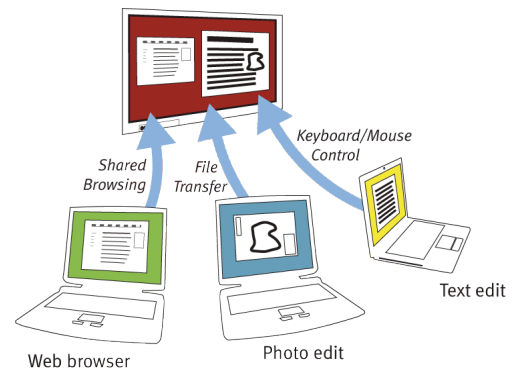 Keyboard/Mouse
Control
Shared
Browsing
File
Transfer
Text edit
Web browser
Photo edit